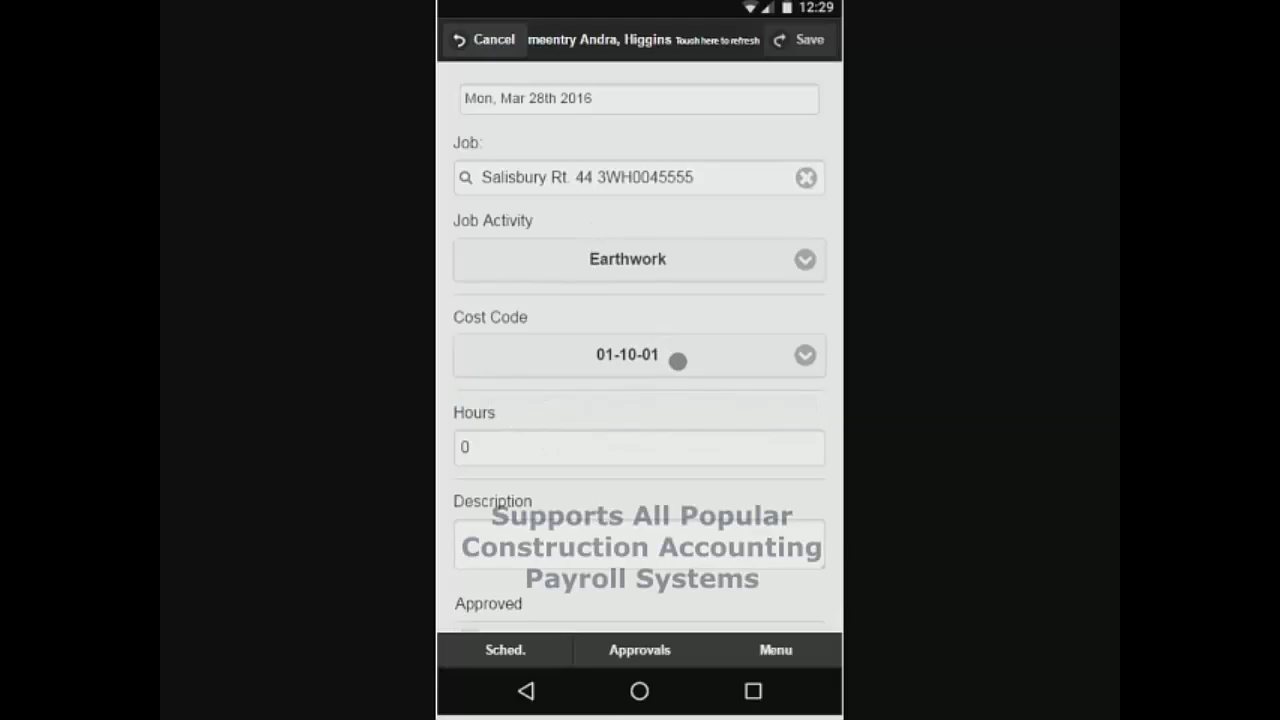 12:29
Cancel meentry Andra, Higgins Touch here to refresh Save
Mon, Mar 28th 2016
Job:
Salisbury Rt. 44 3WH0045555
Job Activity
Earthwork
Cost Code
01-10-01
Hours
0
Description
Supports All Popular
Construction Accounting
Payroll Systems
Approved
Sched. Approvals Menu